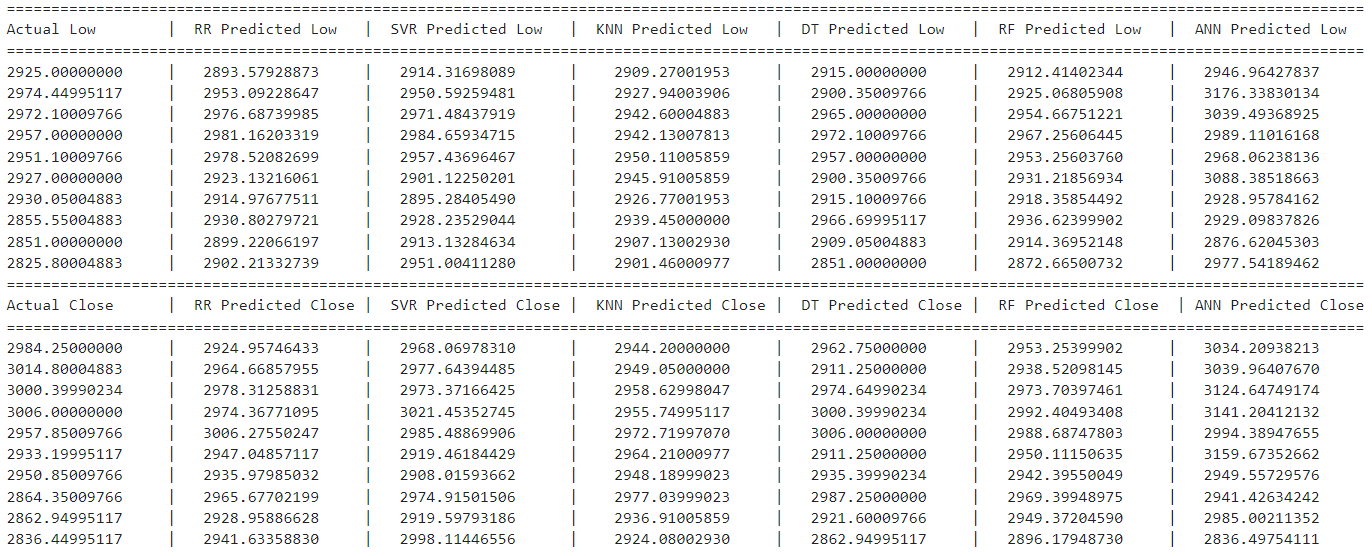 ================================================================================
Actual Low | RR Predicted Low | SVR Predicted Low | KNN Predicted Low | DT Predicted Low | RF Predicted Low | ANN Predicted Low
================================================================================
2925.00000000 | 2893.57928873 | 2914.31698089 | 2909.27001953 | 2915.00000000 | 2912.41402344 | 2946.96427837
2974.44995117 | 2953.09228647 | 2950.59259481 | 2927.94003906 | 2900.35009766 | 2925.06805908 | 3176.33830134
2972.10009766 | 2976.68739985 | 2971.48437919 | 2942.60004883 | 2965.00000000 | 2954.66751221 | 3039.49368925
2957.00000000 | 2981.16203319 | 2984.65934715 | 2942.13007813 | 2972.10009766 | 2967.25606445 | 2989.11016168
2951.10009766 | 2978.52082699 | 2957.43696467 | 2950.11005859 | 2957.00000000 | 2953.25603760 | 2968.06238136
2927.00000000 | 2923.13216061 | 2901.12250201 | 2945.91005859 | 2900.35009766 | 2931.21856934 | 3088.38518663
2930.05004883 | 2914.97677511 | 2895.28405490 | 2926.77001953 | 2915.10009766 | 2918.35854492 | 2928.95784162
2855.55004883 | 2930.80279721 | 2928.23529044 | 2939.45000000 | 2966.69995117 | 2936.62399902 | 2929.09837826
2851.00000000 | 2899.22066197 | 2913.13284634 | 2907.13002930 | 2909.05004883 | 2914.36952148 | 2876.62045303
2825.80004883 | 2902.21332739 | 2951.00411280 | 2901.46000977 | 2851.00000000 | 2872.66500732 | 2977.54189462
================================================================================
Actual Close | RR Predicted Close | SVR Predicted Close | KNN Predicted Close | DT Predicted Close | RF Predicted Close | ANN Predicted Close
================================================================================
2984.25000000 | 2924.95746433 | 2968.06978310 | 2944.20000000 | 2962.75000000 | 2953.25399902 | 3034.20938213
3014.80004883 | 2964.66857955 | 2977.64394485 | 2949.05000000 | 2911.25000000 | 2938.52098145 | 3039.96407670
3000.39990234 | 2978.31258831 | 2973.37166425 | 2958.62998047 | 2974.64990234 | 2973.70397461 | 3124.64749174
3006.00000000 | 2974.36771095 | 3021.45352745 | 2955.74995117 | 3000.39990234 | 2992.40493408 | 3141.20412132
2957.85009766 | 3006.27550247 | 2985.48869906 | 2972.71997070 | 3006.00000000 | 2988.68747803 | 2994.38947655
2933.19995117 | 2947.04857117 | 2919.46184429 | 2964.21000977 | 2911.25000000 | 2950.11150635 | 3159.67352662
2950.85009766 | 2935.97985032 | 2908.01593662 | 2948.18999023 | 2935.39990234 | 2942.39550049 | 2949.55729576
2864.35009766 | 2965.67702199 | 2974.91501506 | 2977.03999023 | 2987.25000000 | 2969.39948975 | 2941.42634242
2862.94995117 | 2928.95886628 | 2919.59793186 | 2936.91005859 | 2921.60009766 | 2949.37204590 | 2985.00211352
2836.44995117 | 2941.63358830 | 2998.11446556 | 2924.08002930 | 2862.94995117 | 2896.17948730 | 2836.49754111